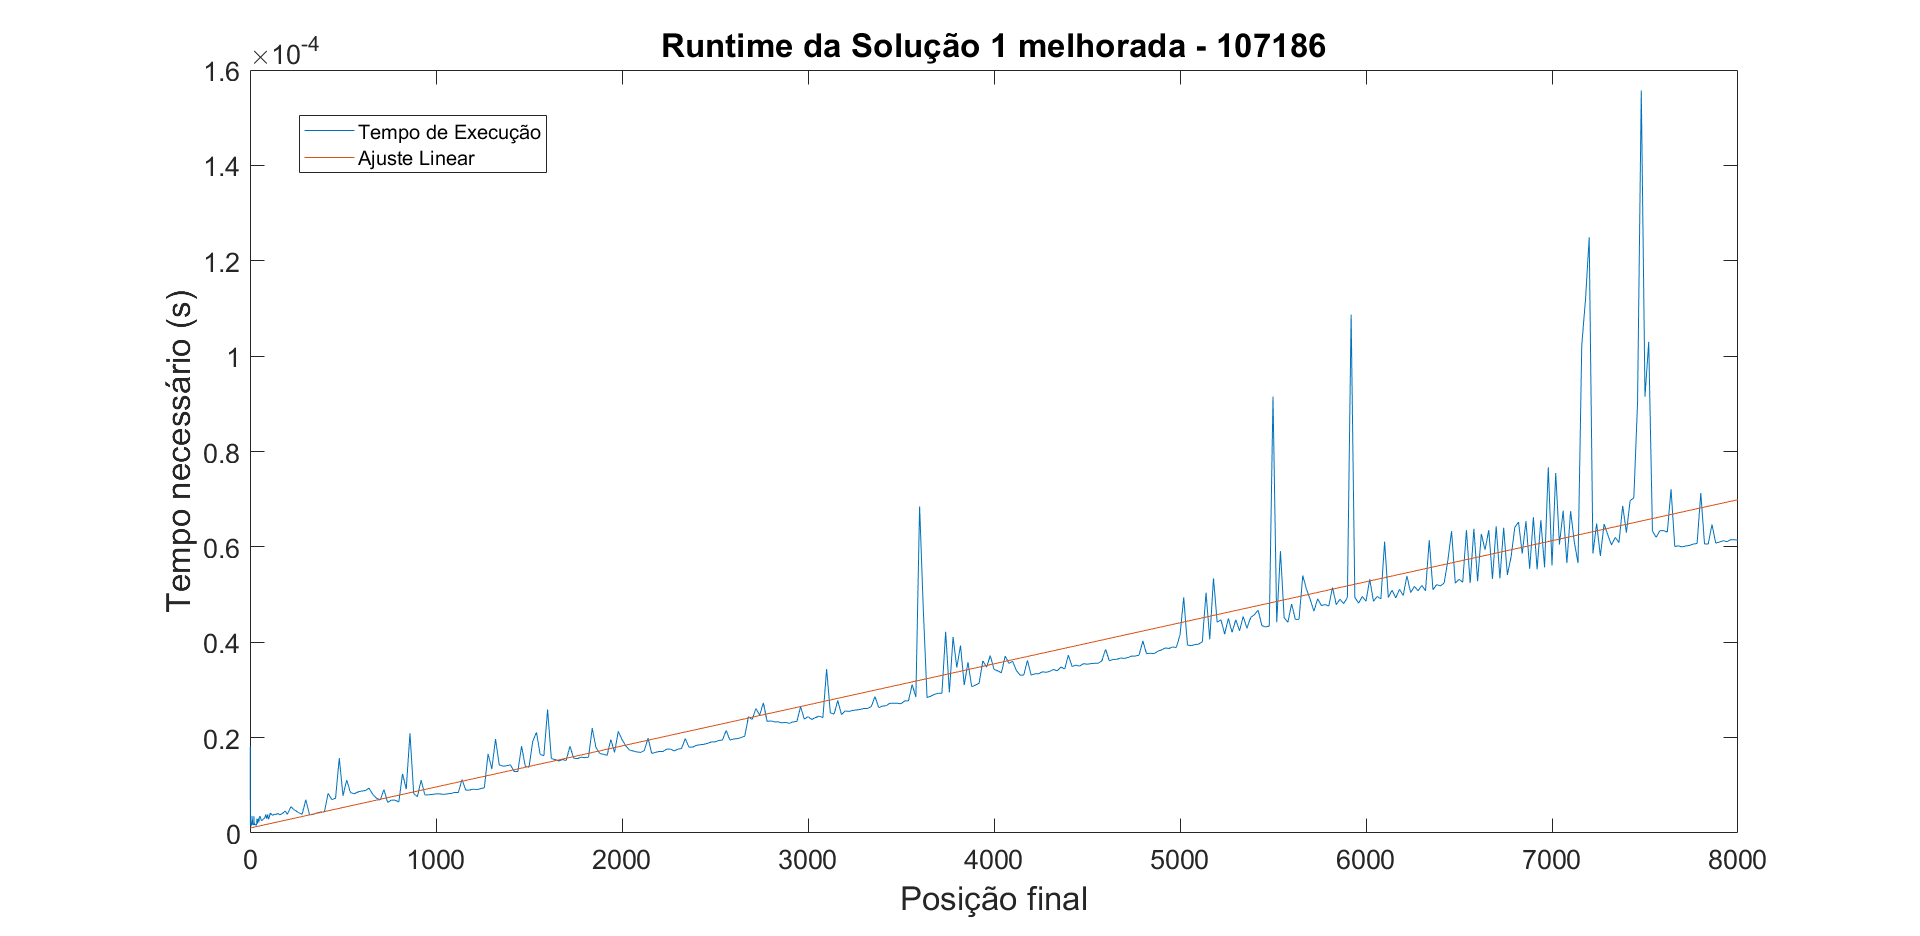 Runtime da Solução 1 melhorada - 107186
×10-4
1.6
1.4
1.2
1
0.8
0.6
0.4
0.2
0
Tempo de Execução
Ajuste Linear
Tempo necessário (s)
0 1000 2000 3000 4000 5000 6000 7000 8000
Posição final